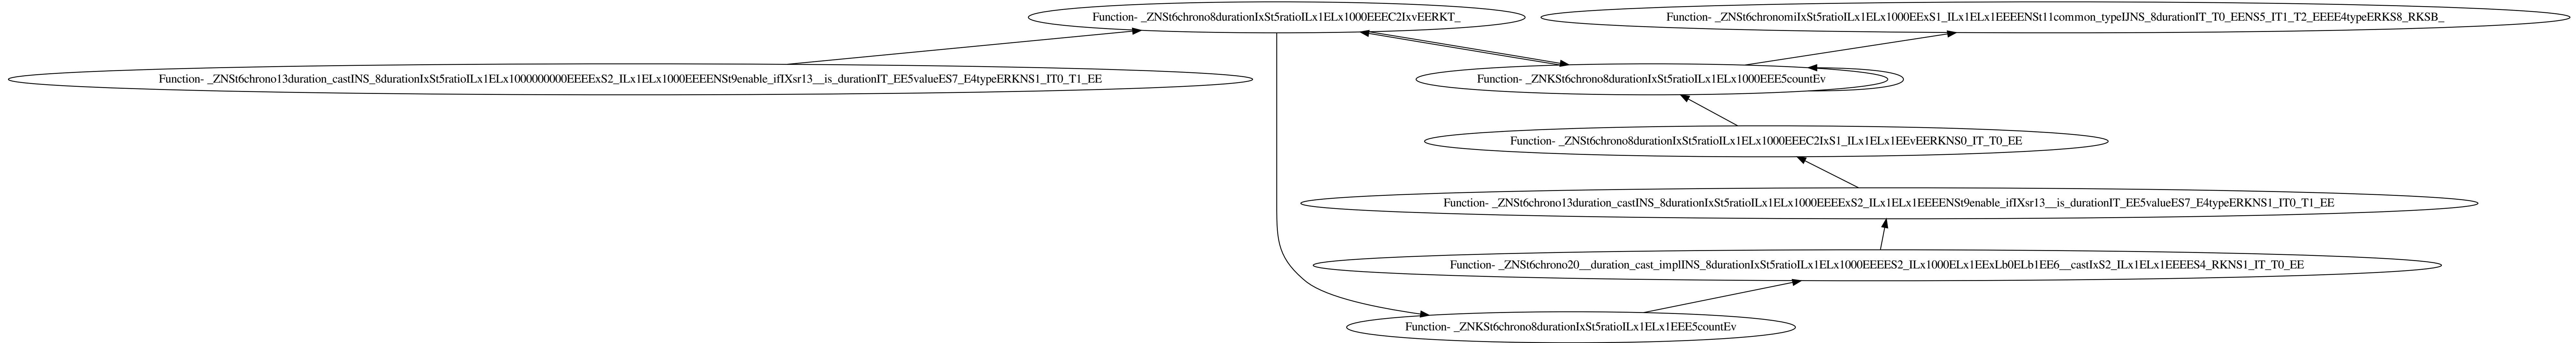 Function- _ZNSt6chrono8durationIxSt5ratioILx1ELx1000EEEC2IxvEERKT_
Function- _ZNSt6chronomiIxSt5ratioILx1ELx1000EExS1_ILx1ELx1EEEENSt11common_typeIJNS_8durationIT_T0_EENS5_IT1_T2_EEEE4typeERKS8_RKSB_
Function- _ZNSt6chrono13duration_castINS_8durationIxSt5ratioILx1ELx1000000000EEEExS2_ILx1ELx1000EEEENSt9enable_ifIXsr13__is_durationIT_EE5valueES7_E4typeERKNS1_IT0_T1_EE
Function- _ZNKSt6chrono8durationIxSt5ratioILx1ELx1000EEE5countEv
Function- _ZNSt6chrono8durationIxSt5ratioILx1ELx1000EEEC2IxS1_ILx1ELx1EEvEERKNS0_IT_T0_EE
Function- _ZNSt6chrono13duration_castINS_8durationIxSt5ratioILx1ELx1000EEEExS2_ILx1ELx1EEEENSt9enable_ifIXsr13__is_durationIT_EE5valueES7_E4typeERKNS1_IT0_T1_EE
Function- _ZNSt6chrono20__duration_cast_implINS_8durationIxSt5ratioILx1ELx1000EEEES2_ILx1000ELx1EExLb0ELb1EE6__castIxS2_ILx1ELx1EEEES4_RKNS1_IT_T0_EE
Function- _ZNKSt6chrono8durationIxSt5ratioILx1ELx1EEE5countEv